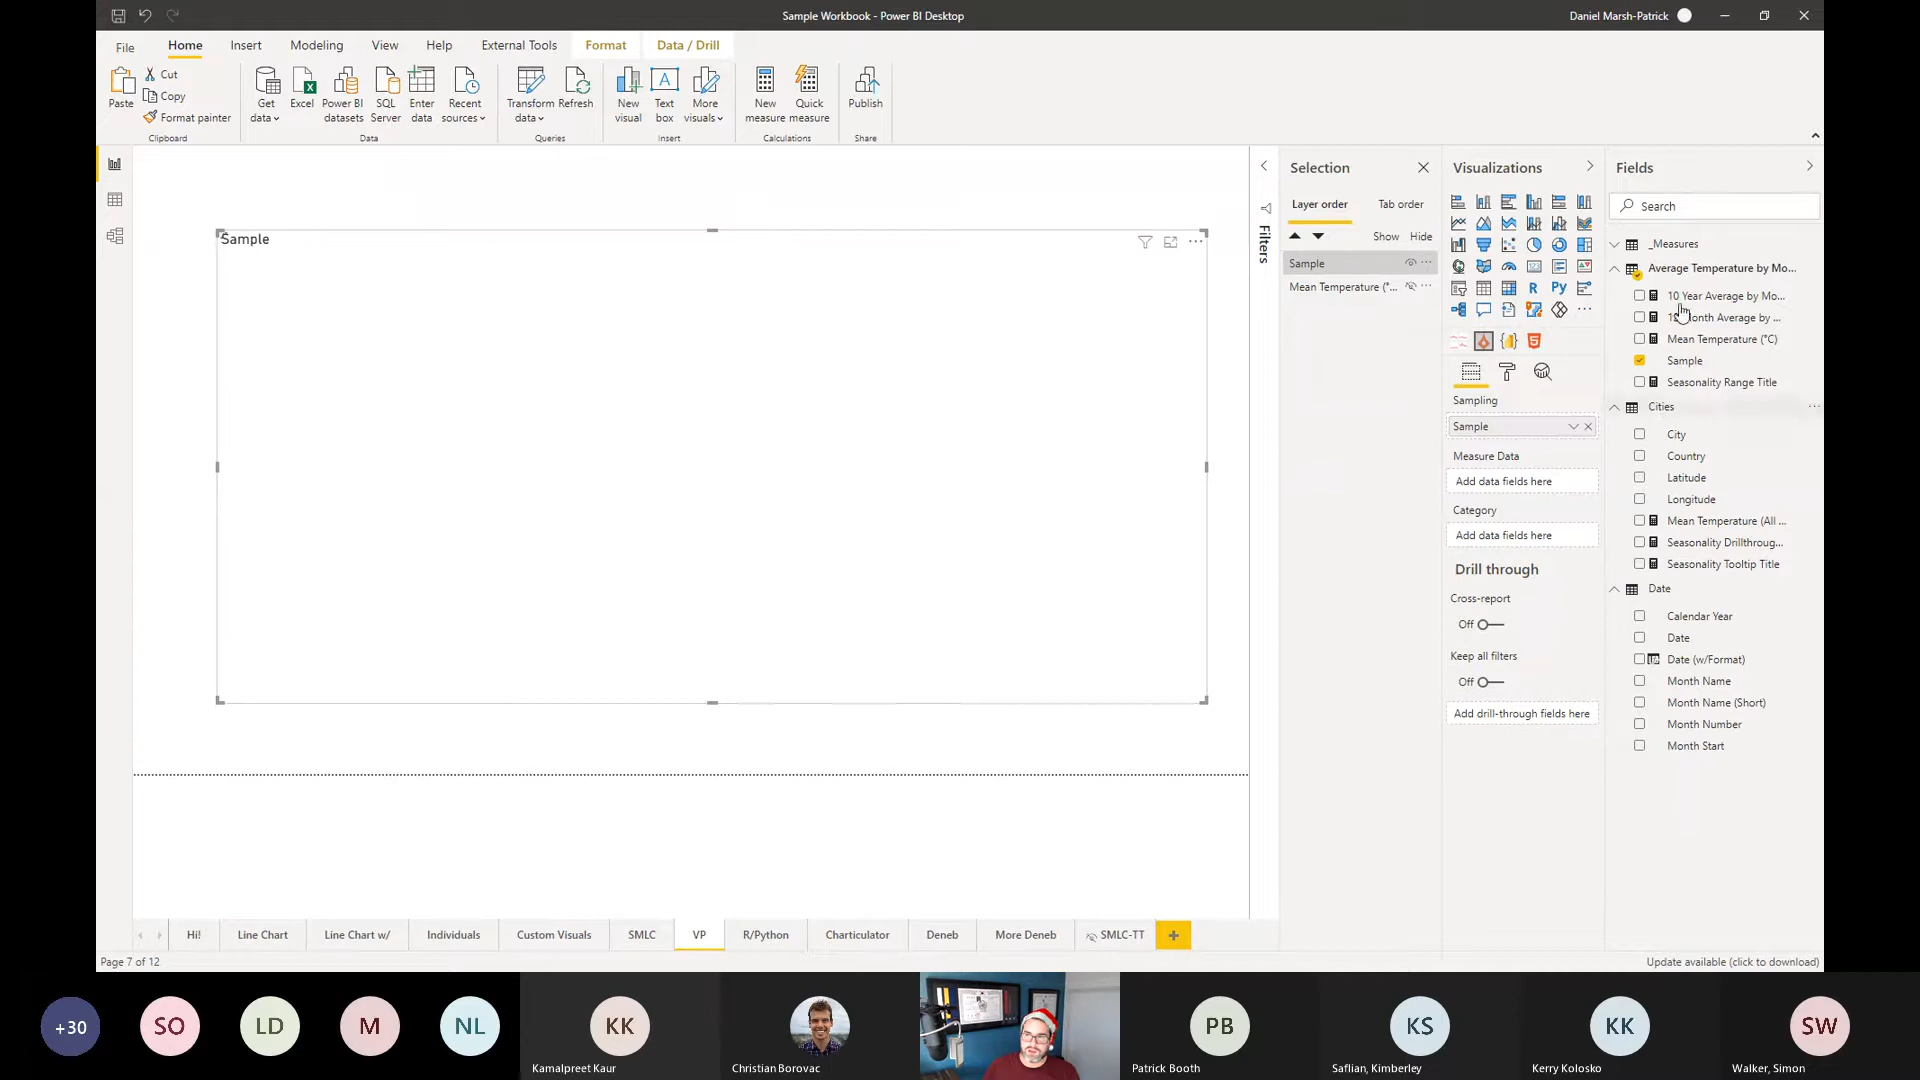 Sample Workbook - Power BI Desktop
Daniel Marsh-Patrick
File
Home
Insert
Modeling
View
Help
External Tools
Format
Data / Drill
Paste
Cut
Copy
Format painter
Clipboard
Get data
Excel
Power BI datasets
SQL Server
Enter data
Recent sources
Data
Transform data
Refresh
Queries
New visual
Text box
More visuals
Insert
New measure
Quick measure
Calculations
Publish
Share
Sample
Filters
Selection
Layer order
Tab order
Show
Hide
Sample
Mean Temperature (°...
Visualizations
R
Py
Sampling
Sample
Measure Data
Add data fields here
Category
Add data fields here
Drill through
Cross-report
Off
Keep all filters
Off
Add drill-through fields here
Fields
Search
_Measures
Average Temperature by Mo...
10 Year Average by Mo...
Month Average by ...
Mean Temperature (°C)
Sample
Seasonality Range Title
Cities
City
Country
Latitude
Longitude
Mean Temperature (All ...
Seasonality Drillthroug...
Seasonality Tooltip Title
Date
Calendar Year
Date
Date (w/Format)
Month Name
Month Name (Short)
Month Number
Month Start
Hi!
Line Chart
Line Chart w/
Individuals
Custom Visuals
SMLC
VP
R/Python
Charticulator
Deneb
More Deneb
SMLC-TT
Page 7 of 12
Update available (click to download)
+30
SO
LD
M
NL
KK
Kamalpreet Kaur
Christian Borovac
PB
Patrick Booth
KS
Saflian, Kimberley
KK
Kerry Kolosko
SW
Walker, Simon